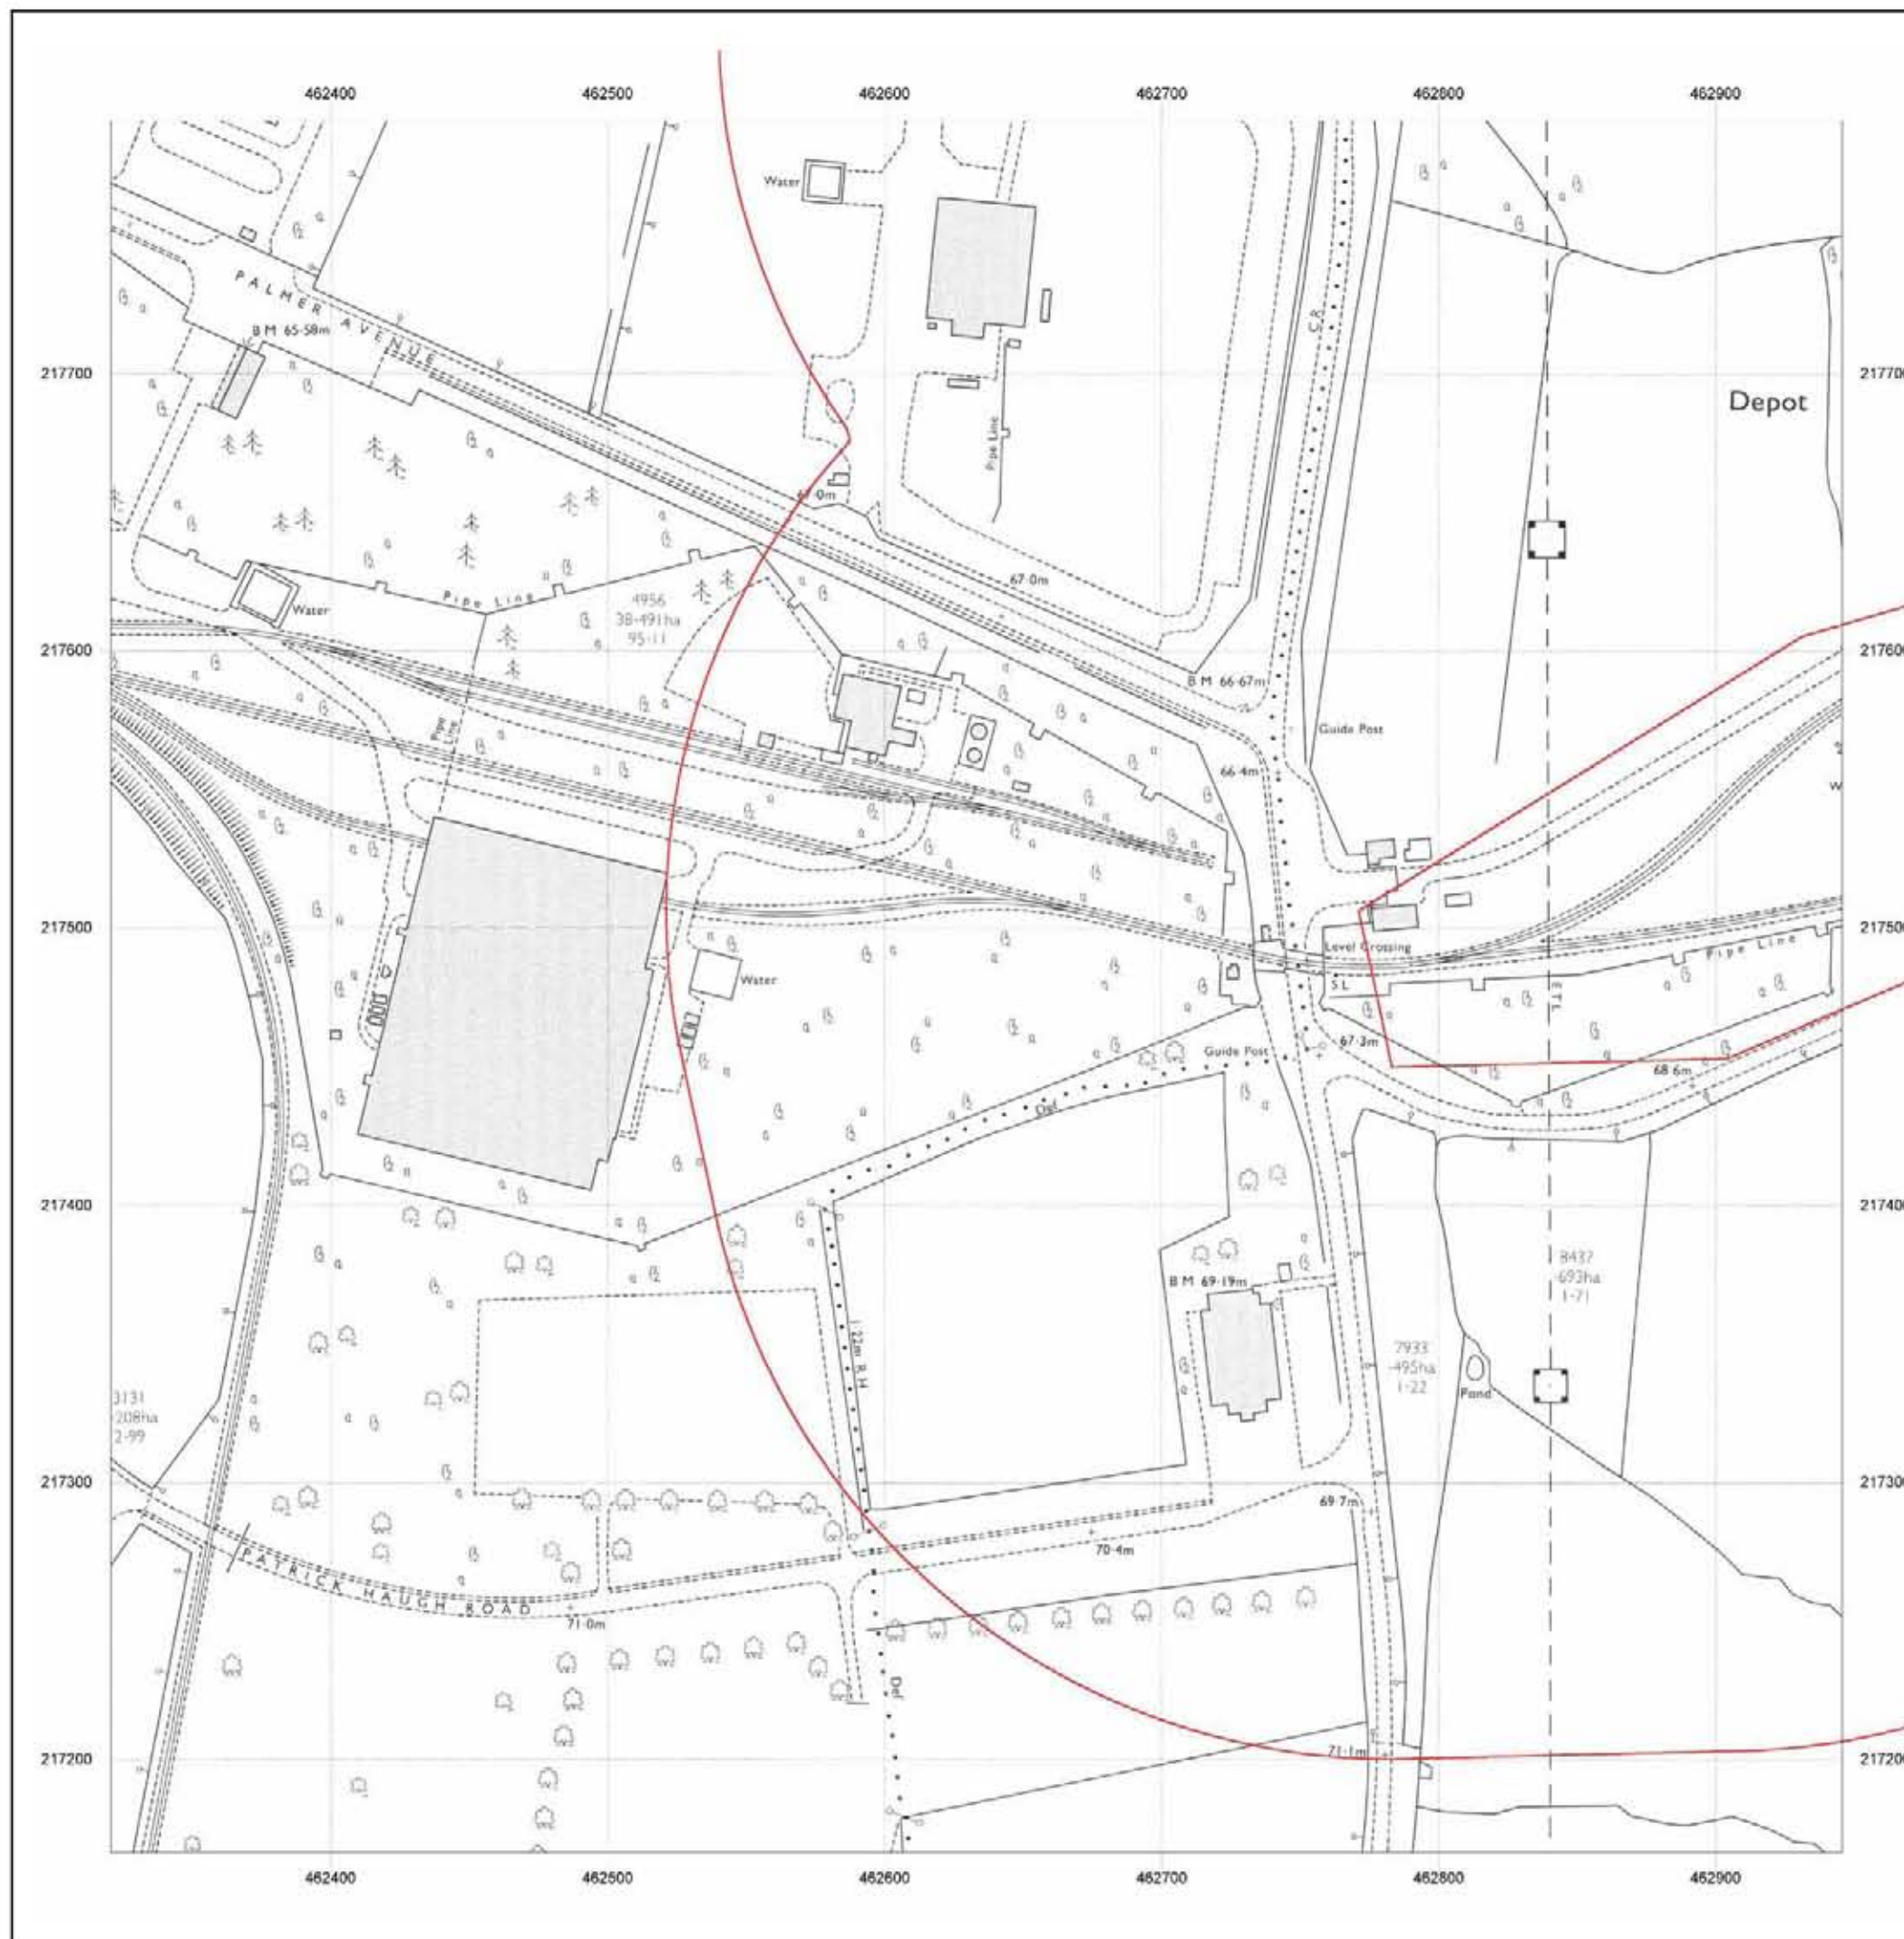 462400 462500 462600 462700 462800 462900
Water
PALMER AVENUE
B M 65·58m
C R
217700
Depot
Pipe Line
67·0m
67·0m
Pipe Line
Water
4956
38·491ha
95·11
217600
B M 66·67m
Guide Post
Pipe Line
66·4m
217500
Level Crossing
Pipe Line
Water
S L
E T L
Guide Post
67·3m
68·6m
Def
217400
B M 69·19m
8437
·693ha
1·71
1·22m R H
7933
·495ha
1·22
Pond
3131
·208ha
2·99
217300
69·7m
PATRICK HAUGH ROAD
70·4m
71·0m
Def
71·1m
217200
462400 462500 462600 462700 462800 462900